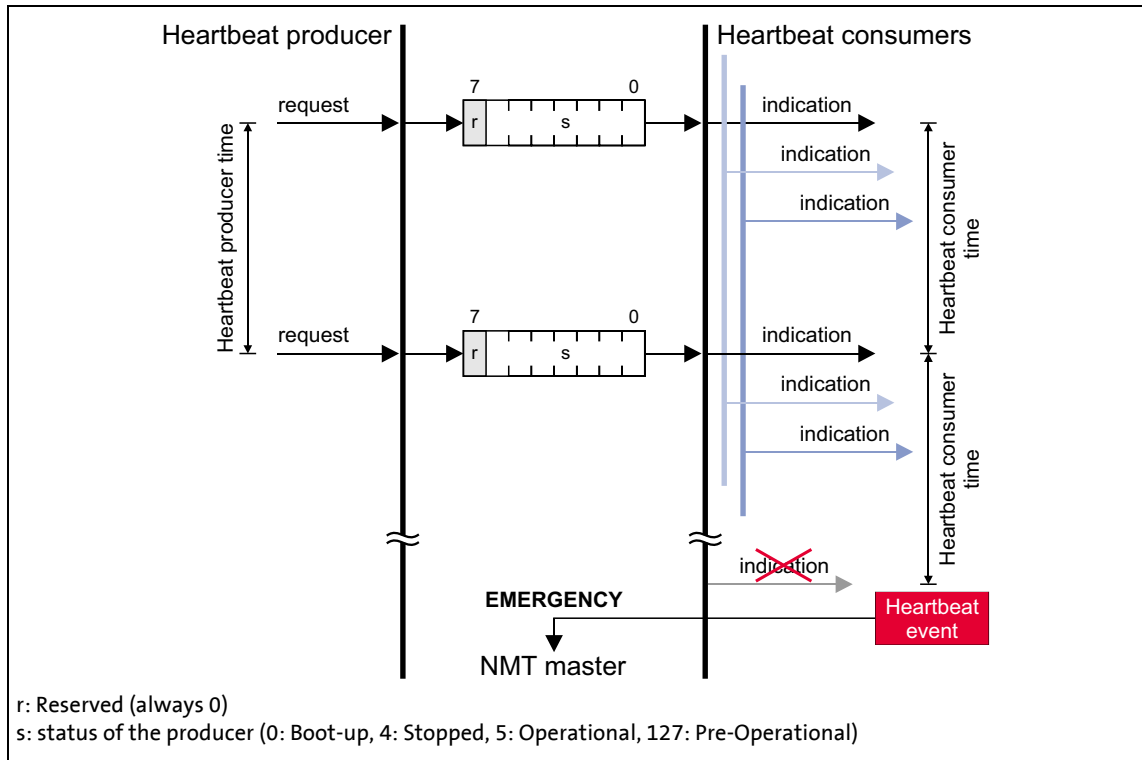 Heartbeat producer
Heartbeat consumers
7 0
request
r
s
indication
indication
indication
Heartbeat producer time
Heartbeat consumer
time
7 0
request
r
s
indication
indication
indication
Heartbeat consumer
time
indication
EMERGENCY
Heartbeat
event
NMT master
r: Reserved (always 0)
s: status of the producer (0: Boot-up, 4: Stopped, 5: Operational, 127: Pre-Operational)